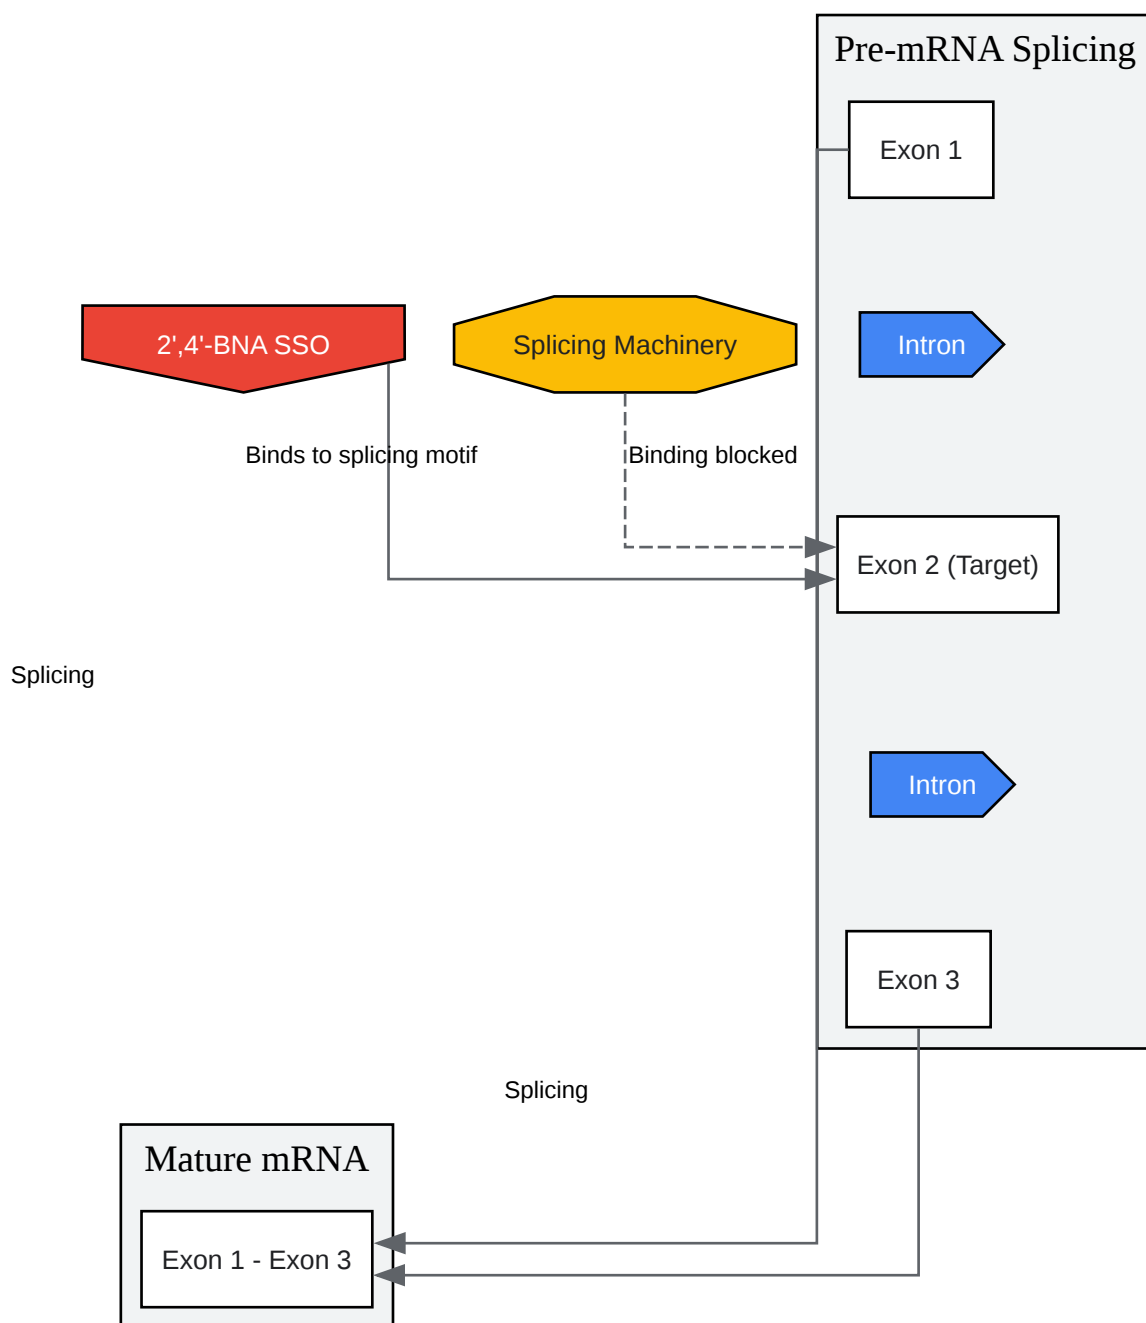 Pre-mRNA Splicing
Exon 1
2',4'-BNA SSO
Splicing Machinery
Intron
Binds to splicing motif
Binding blocked
Exon 2 (Target)
Splicing
Intron
Exon 3
Splicing
Mature mRNA
Exon 1 - Exon 3